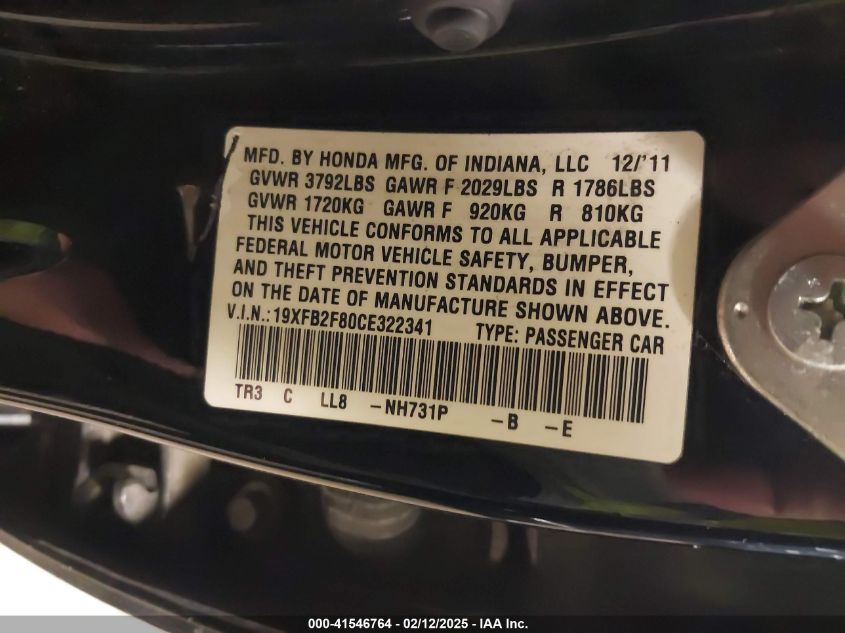 MFD. BY HONDA MFG. OF INDIANA, LLC 12/'11
GVWR 3792LBS GAWR F 2029LBS R 1786LBS
GVWR 1720KG GAWR F 920KG R 810KG
THIS VEHICLE CONFORMS TO ALL APPLICABLE
FEDERAL MOTOR VEHICLE SAFETY, BUMPER,
AND THEFT PREVENTION STANDARDS IN EFFECT
ON THE DATE OF MANUFACTURE SHOWN ABOVE.
V.I.N.: 19XFB2F80CE322341 TYPE: PASSENGER CAR
TR3 C LL8 -NH731P -B -E
000-41546764 - 02/12/2025 - IAA Inc.